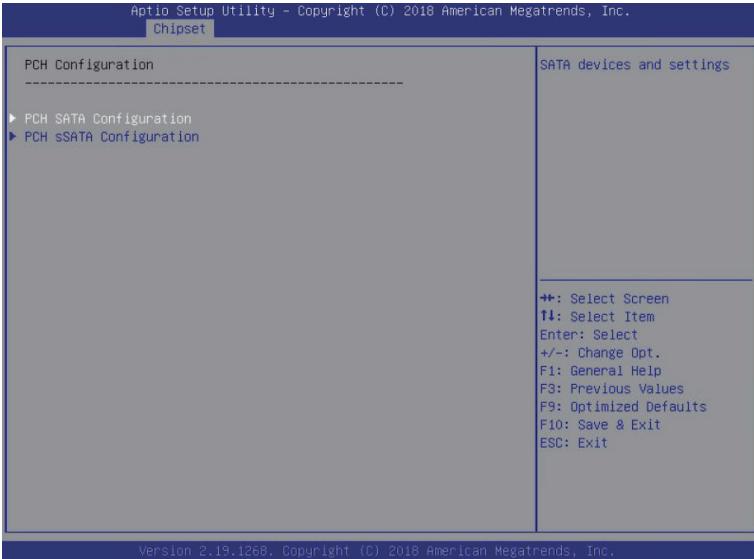 Aptio Setup Utility – Copyright (C) 2018 American Megatrends, Inc.
Chipset
PCH Configuration
--------------------------------------------------
PCH SATA Configuration
PCH sSATA Configuration
SATA devices and settings
→←: Select Screen
↑↓: Select Item
Enter: Select
+/-: Change Opt.
F1: General Help
F3: Previous Values
F9: Optimized Defaults
F10: Save & Exit
ESC: Exit
Version 2.19.1268. Copyright (C) 2018 American Megatrends, Inc.